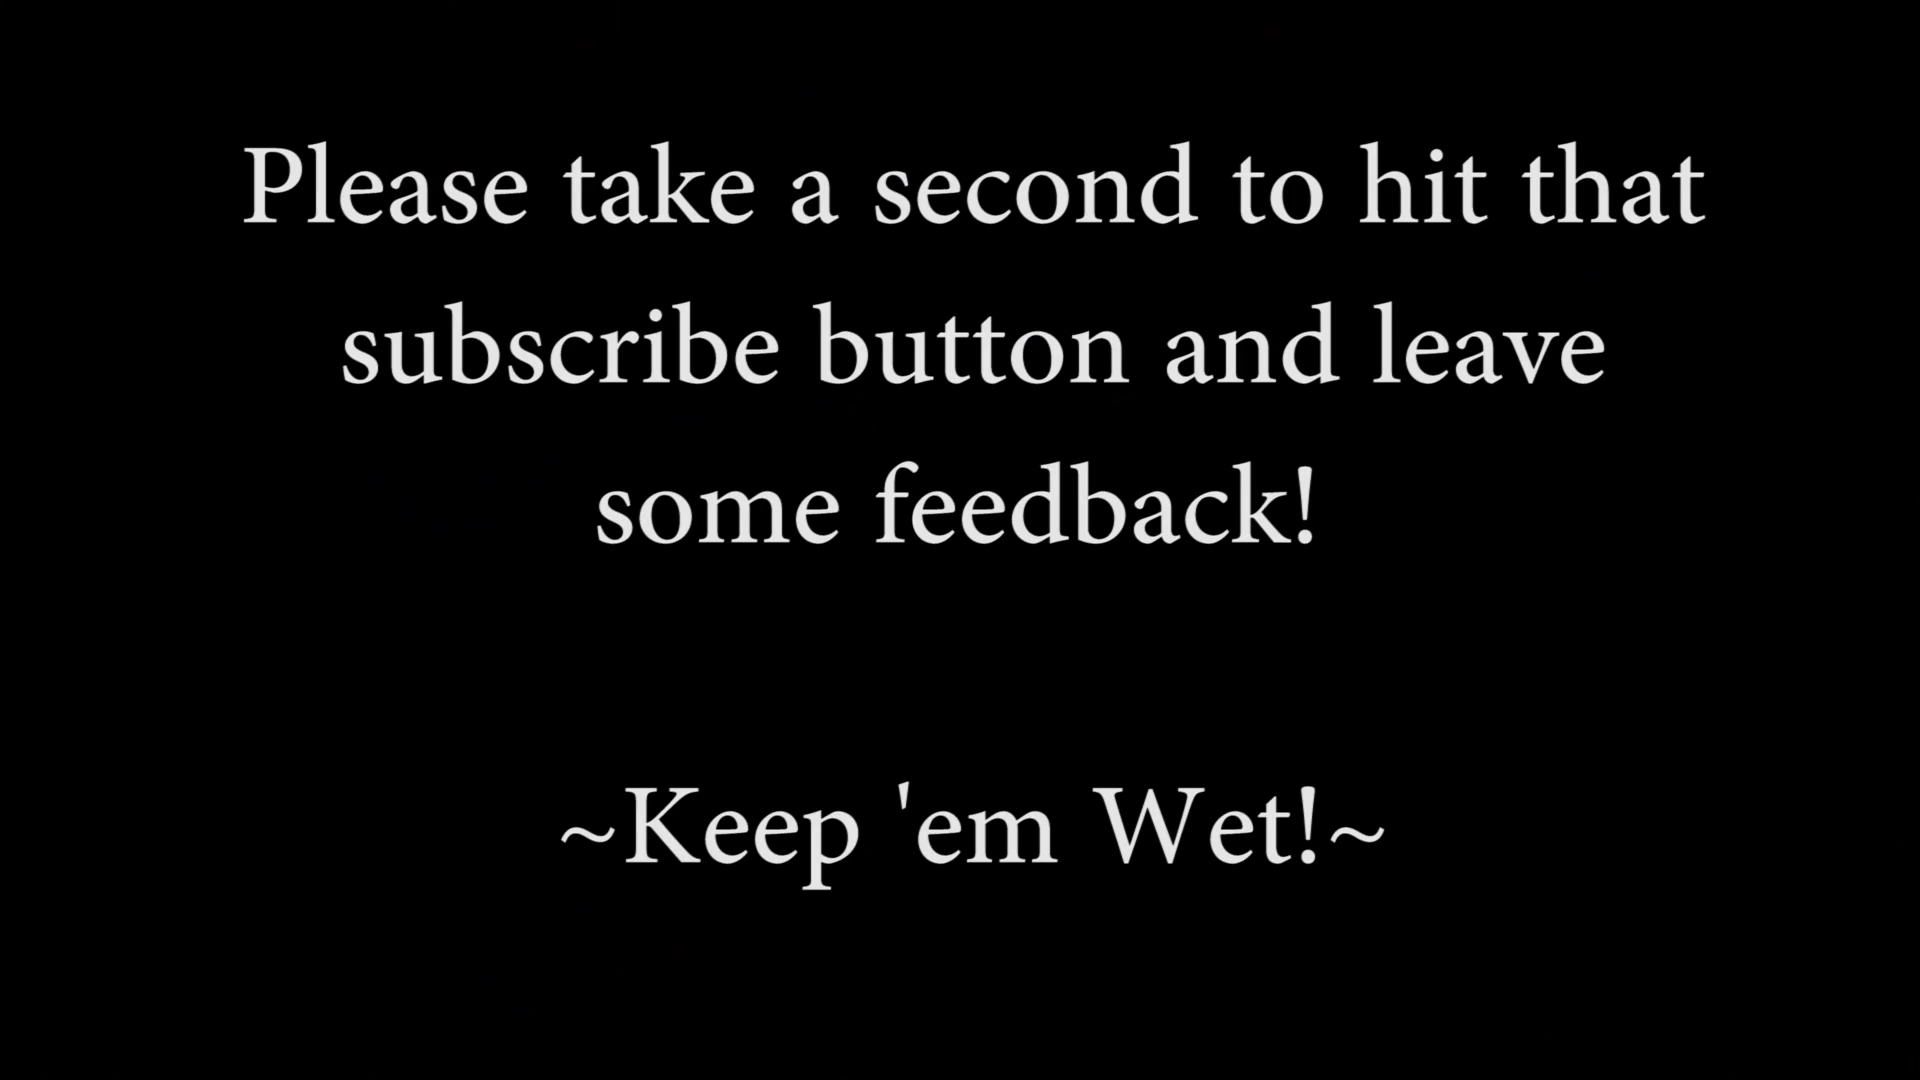 Please take a second to hit that
subscribe button and leave
some feedback!
~Keep 'em Wet!~